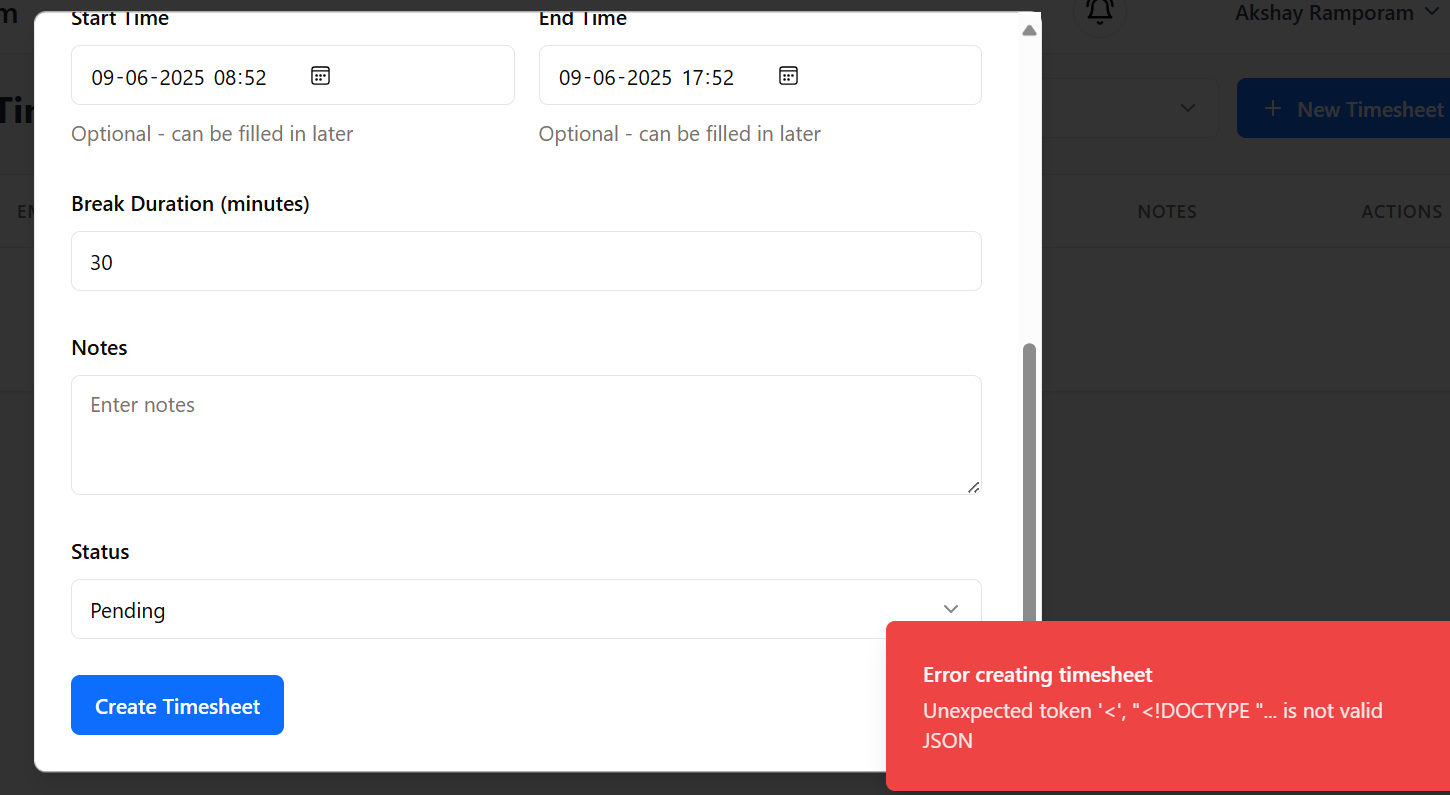 m
Akshay Ramporam
Start Time
End Time
09-06-2025 08:52
09-06-2025 17:52
New Timesheet
Optional - can be filled in later
Optional - can be filled in later
Break Duration (minutes)
NOTES
ACTIONS
30
Notes
Enter notes
Status
Pending
Create Timesheet
Error creating timesheet
Unexpected token '<', "<!DOCTYPE "... is not valid
JSON